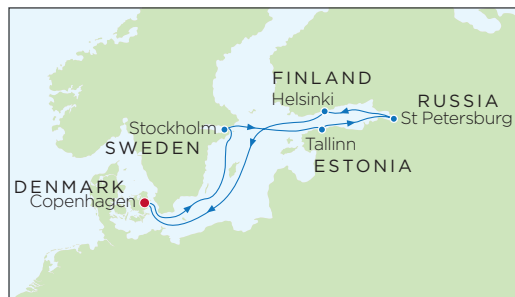 FINLAND
Helsinki
RUSSIA
St Petersburg
Stockholm
SWEDEN
Tallinn
ESTONIA
DENMARK
Copenhagen